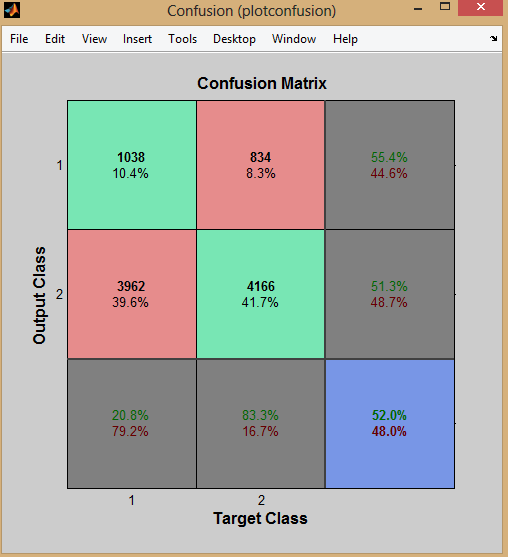 Confusion (plotconfusion)
File Edit View Insert Tools Desktop Window Help
Confusion Matrix
1 1038 834 55.4%
10.4% 8.3% 44.6%
Output Class
2 3962 4166 51.3%
39.6% 41.7% 48.7%
20.8% 83.3% 52.0%
79.2% 16.7% 48.0%
1 2
Target Class